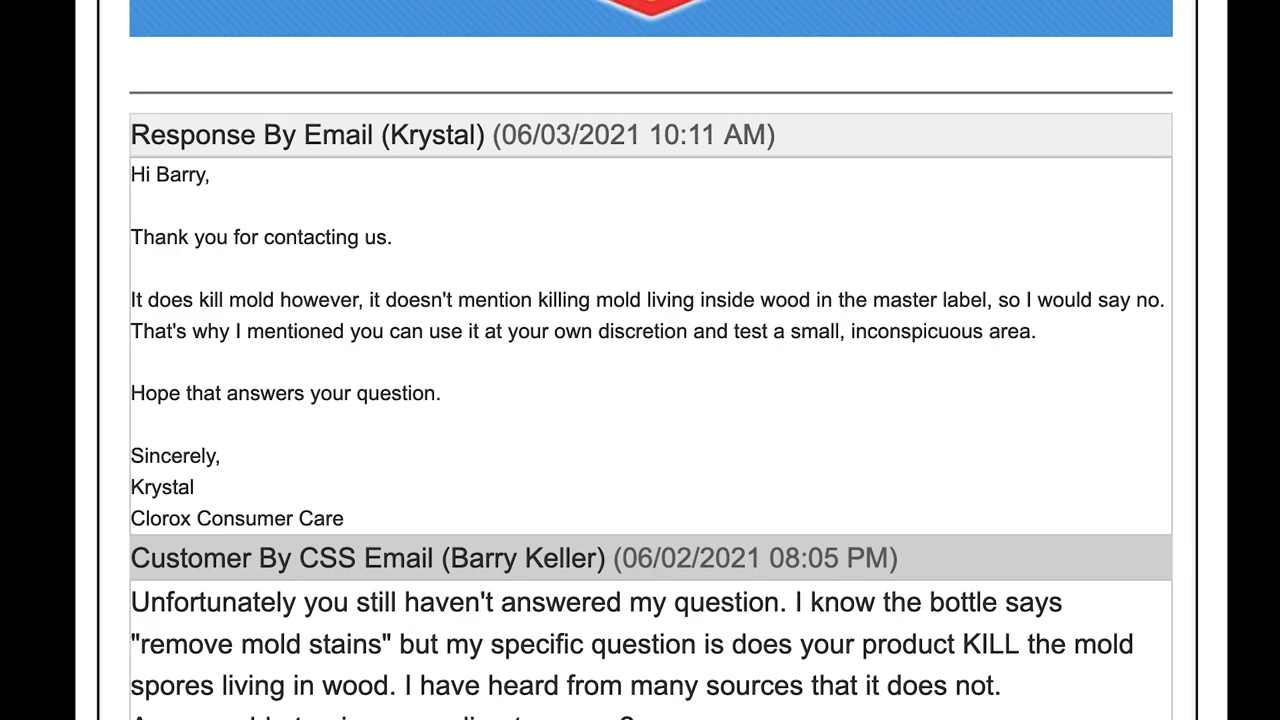 Response By Email (Krystal) (06/03/2021 10:11 AM)
Hi Barry,
Thank you for contacting us.
It does kill mold however, it doesn't mention killing mold living inside wood in the master label, so I would say no.
That's why I mentioned you can use it at your own discretion and test a small, inconspicuous area.
Hope that answers your question.
Sincerely,
Krystal
Clorox Consumer Care
Customer By CSS Email (Barry Keller) (06/02/2021 08:05 PM)
Unfortunately you still haven't answered my question. I know the bottle says
"remove mold stains" but my specific question is does your product KILL the mold
spores living in wood. I have heard from many sources that it does not.